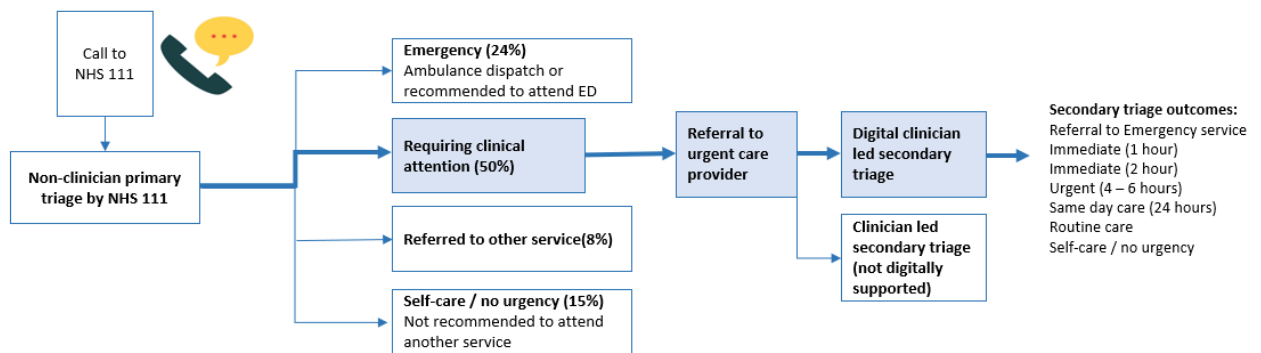 Call to
NHS 111
Non-clinician primary
triage by NHS 111
Emergency (24%)
Ambulance dispatch or
recommended to attend ED
Requiring clinical
attention (50%)
Referred to other service(8%)
Self-care / no urgency (15%)
Not recommended to attend
another service
Referral to
urgent care
provider
Digital clinician
led secondary
triage
Clinician led
secondary triage
(not digitally
supported)
Secondary triage outcomes:
Referral to Emergency service
Immediate (1 hour)
Immediate (2 hour)
Urgent (4 – 6 hours)
Same day care (24 hours)
Routine care
Self-care / no urgency